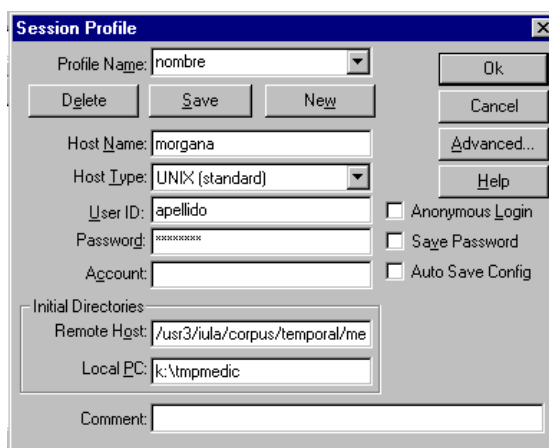 Session Profile
Profile Name: nombre
Ok
Delete Save New
Cancel
Host Name: morgana
Advanced...
Host Type: UNIX (standard)
Help
User ID: apellido
Anonymous Login
Password: ********
Save Password
Account:
Auto Save Config
Initial Directories
Remote Host: /usr3/iula/corpus/temporal/me
Local PC: k:\tmpmedic
Comment: